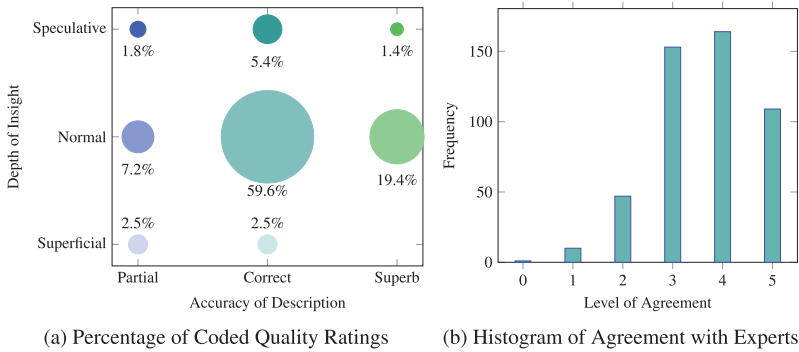 Depth of Insight
Speculative
Normal
Superficial
1.8%
5.4%
1.4%
7.2%
59.6%
19.4%
2.5%
2.5%
Partial
Correct
Superb
Accuracy of Description
(a) Percentage of Coded Quality Ratings
Frequency
150
100
50
0
0
1
2
3
4
5
Level of Agreement
(b) Histogram of Agreement with Experts